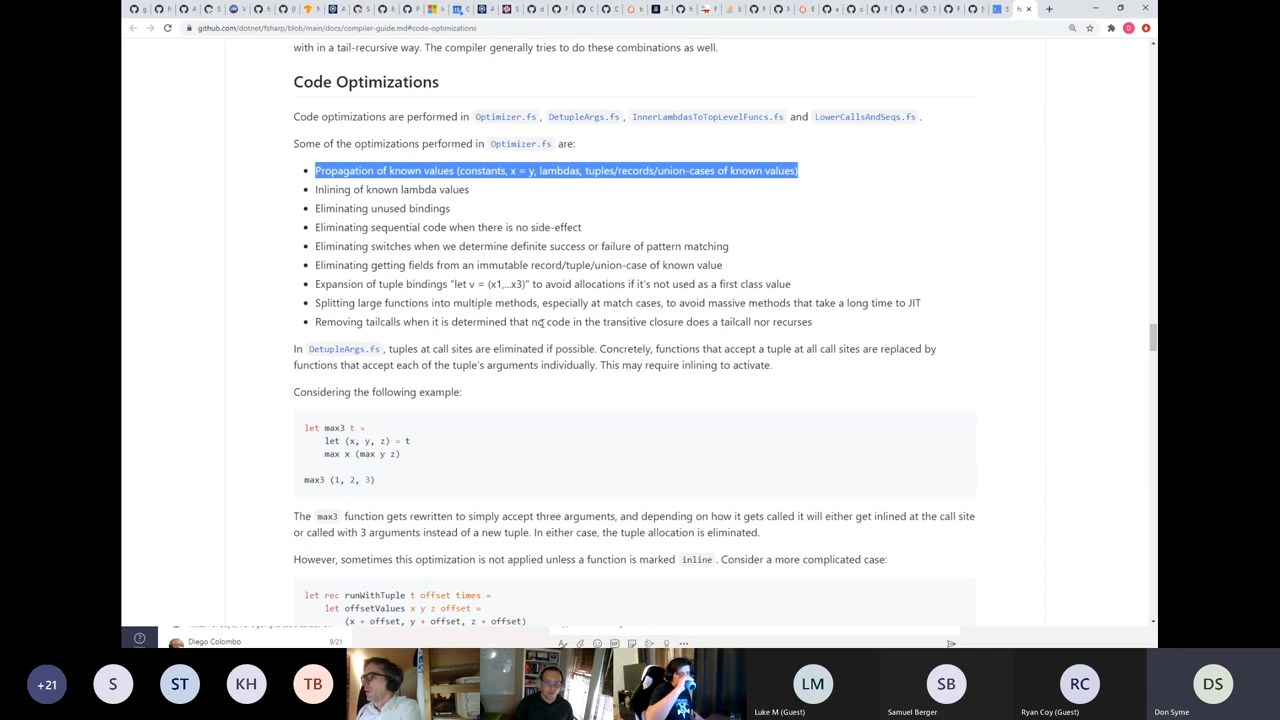 github.com/dotnet/fsharp/blob/main/docs/compiler-guide.md#code-optimizations
with in a tail-recursive way. The compiler generally tries to do these combinations as well.
Code Optimizations
Code optimizations are performed in Optimizer.fs , DetupleArgs.fs , InnerLambdasToTopLevelFuncs.fs and LowerCallsAndSeqs.fs .
Some of the optimizations performed in Optimizer.fs are:
Propagation of known values (constants, x = y, lambdas, tuples/records/union-cases of known values)
Inlining of known lambda values
Eliminating unused bindings
Eliminating sequential code when there is no side-effect
Eliminating switches when we determine definite success or failure of pattern matching
Eliminating getting fields from an immutable record/tuple/union-case of known value
Expansion of tuple bindings "let v = (x1,...x3)" to avoid allocations if it's not used as a first class value
Splitting large functions into multiple methods, especially at match cases, to avoid massive methods that take a long time to JIT
Removing tailcalls when it is determined that no code in the transitive closure does a tailcall nor recurses
In DetupleArgs.fs , tuples at call sites are eliminated if possible. Concretely, functions that accept a tuple at all call sites are replaced by
functions that accept each of the tuple's arguments individually. This may require inlining to activate.
Considering the following example:
let max3 t =
let (x, y, z) = t
max x (max y z)
max3 (1, 2, 3)
The max3 function gets rewritten to simply accept three arguments, and depending on how it gets called it will either get inlined at the call site
or called with 3 arguments instead of a new tuple. In either case, the tuple allocation is eliminated.
However, sometimes this optimization is not applied unless a function is marked inline . Consider a more complicated case:
let rec runWithTuple t offset times =
let offsetValues x y z offset =
(x + offset, y + offset, z + offset)
Diego Colombo 9/21
+21 S ST KH TB LM SB RC DS
Luke M (Guest) Samuel Berger Ryan Coy (Guest) Don Syme